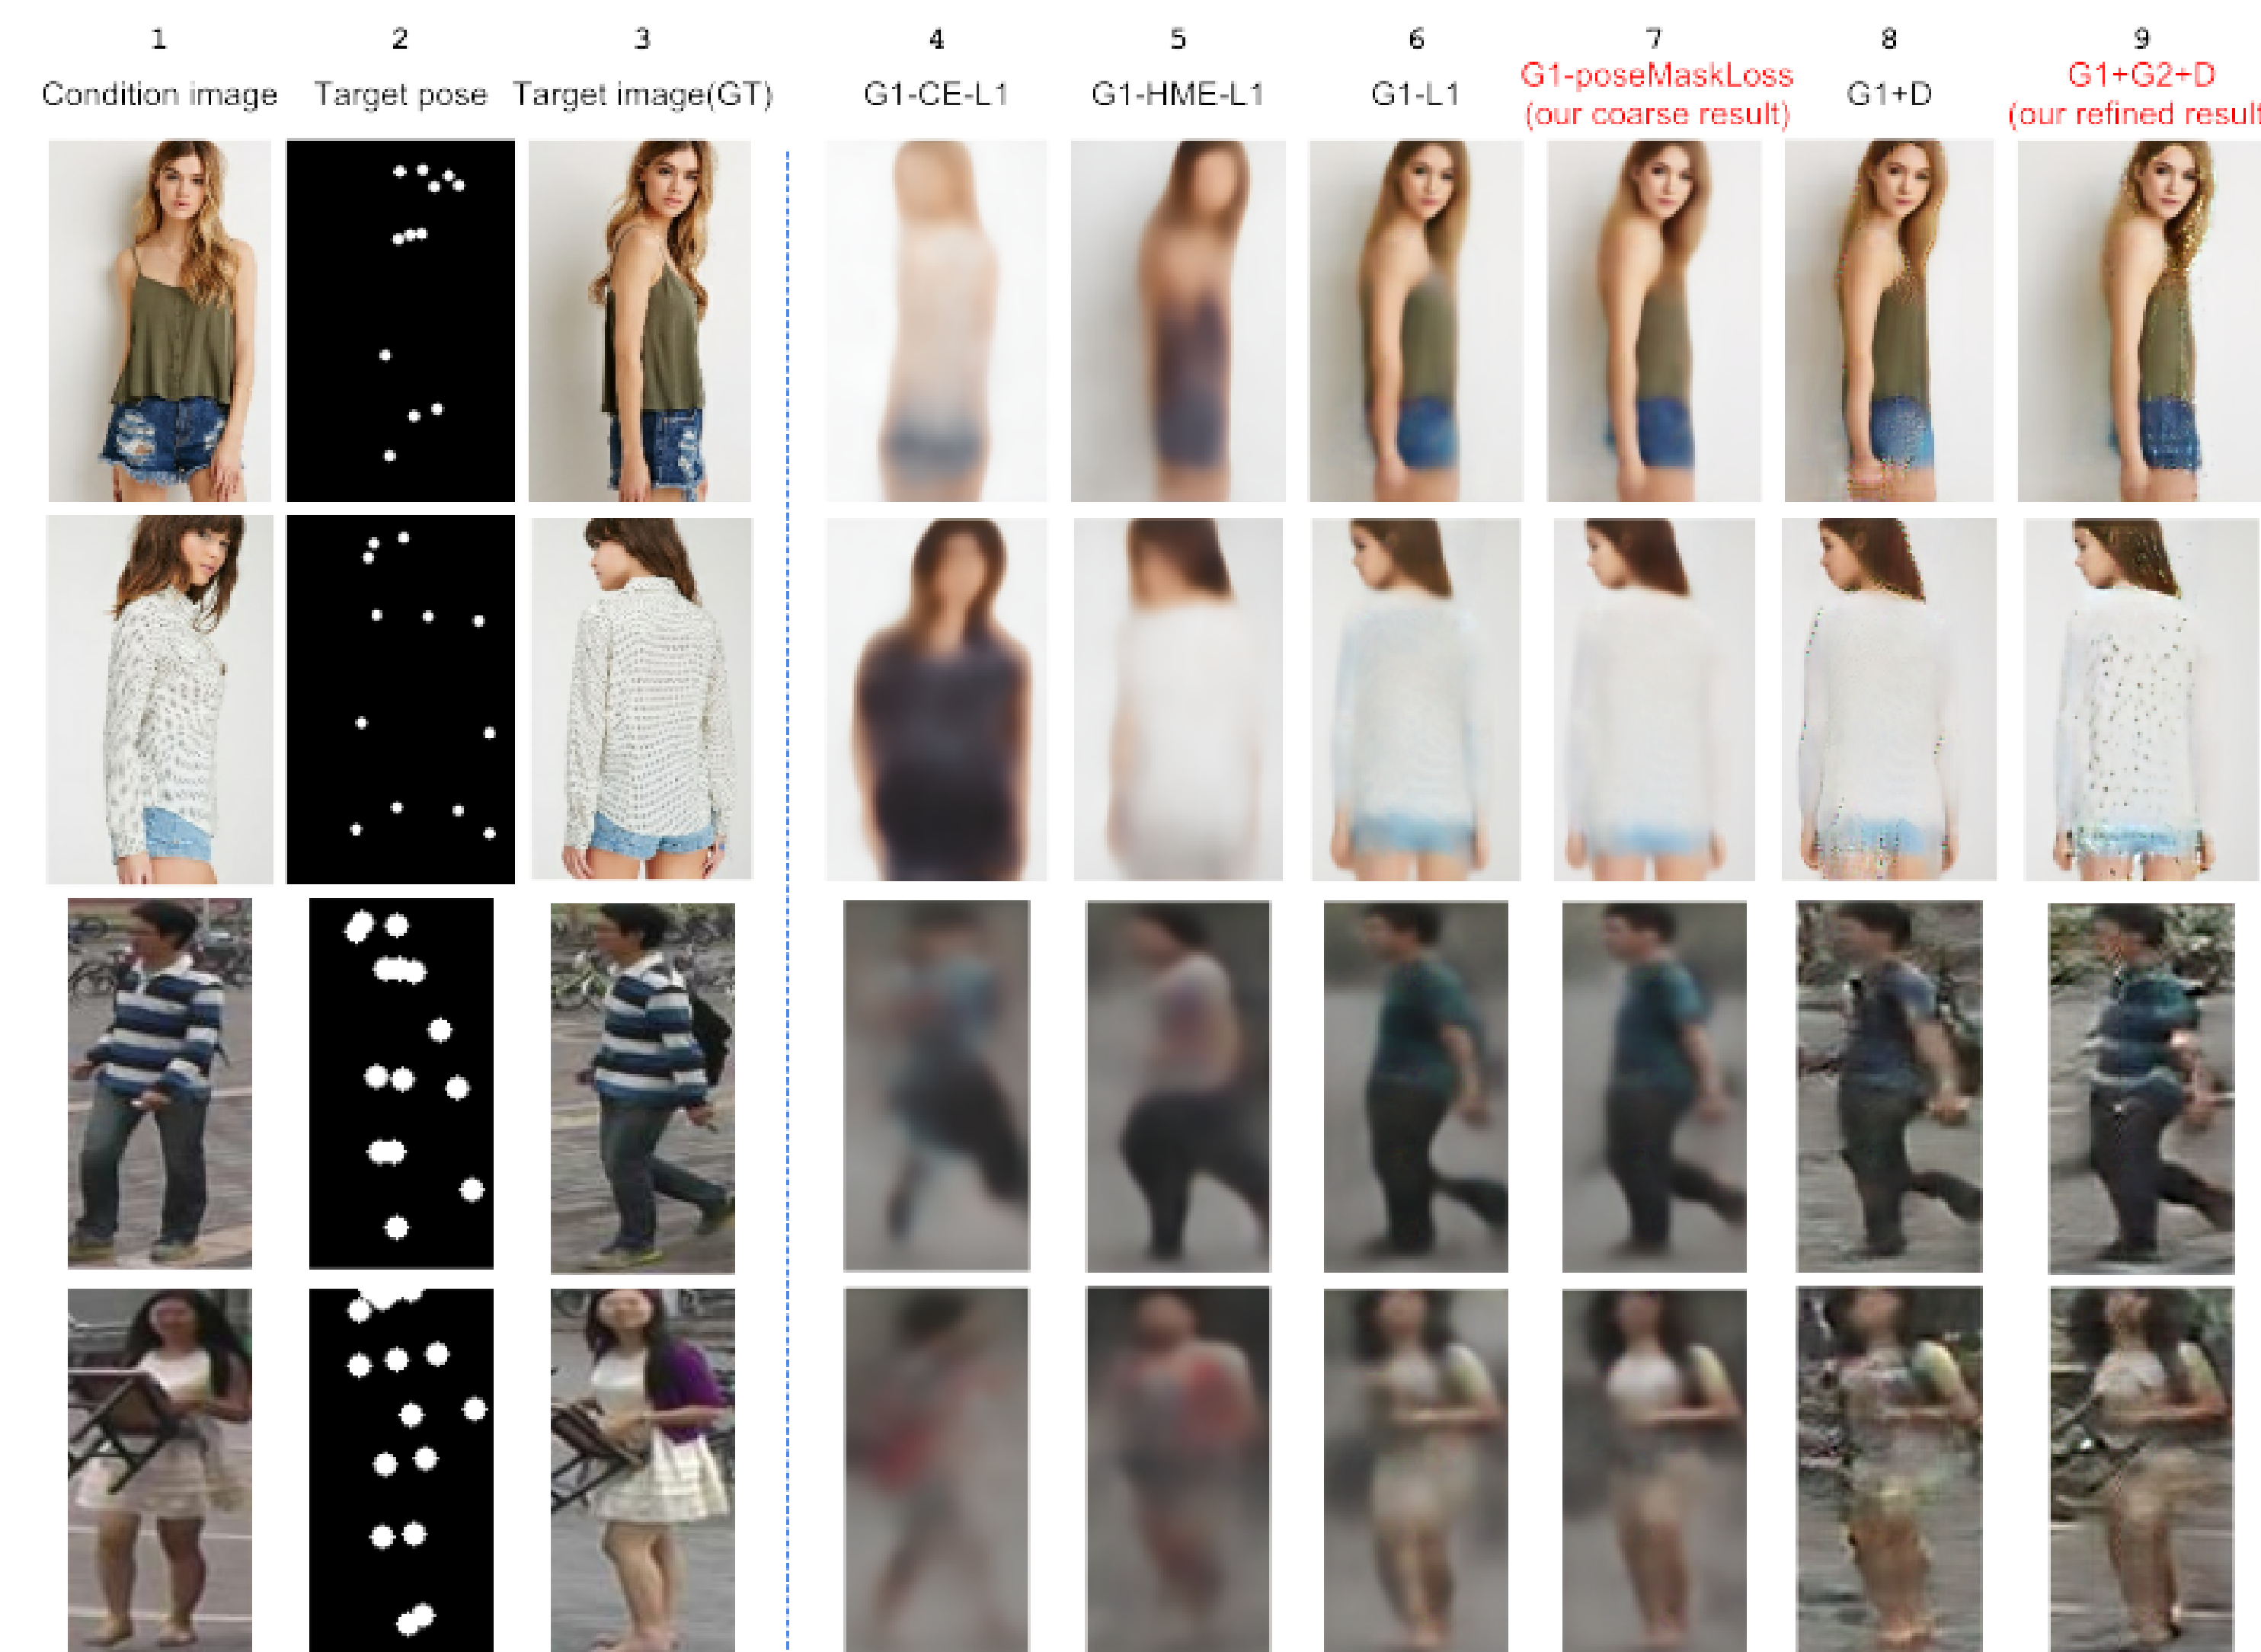 1 2 3 4 5 6 7 8 9
Condition image Target pose Target image(GT) G1-CE-L1 G1-HME-L1 G1-L1 G1-poseMaskLoss G1+D G1+G2+D
(our coarse result) (our refined result